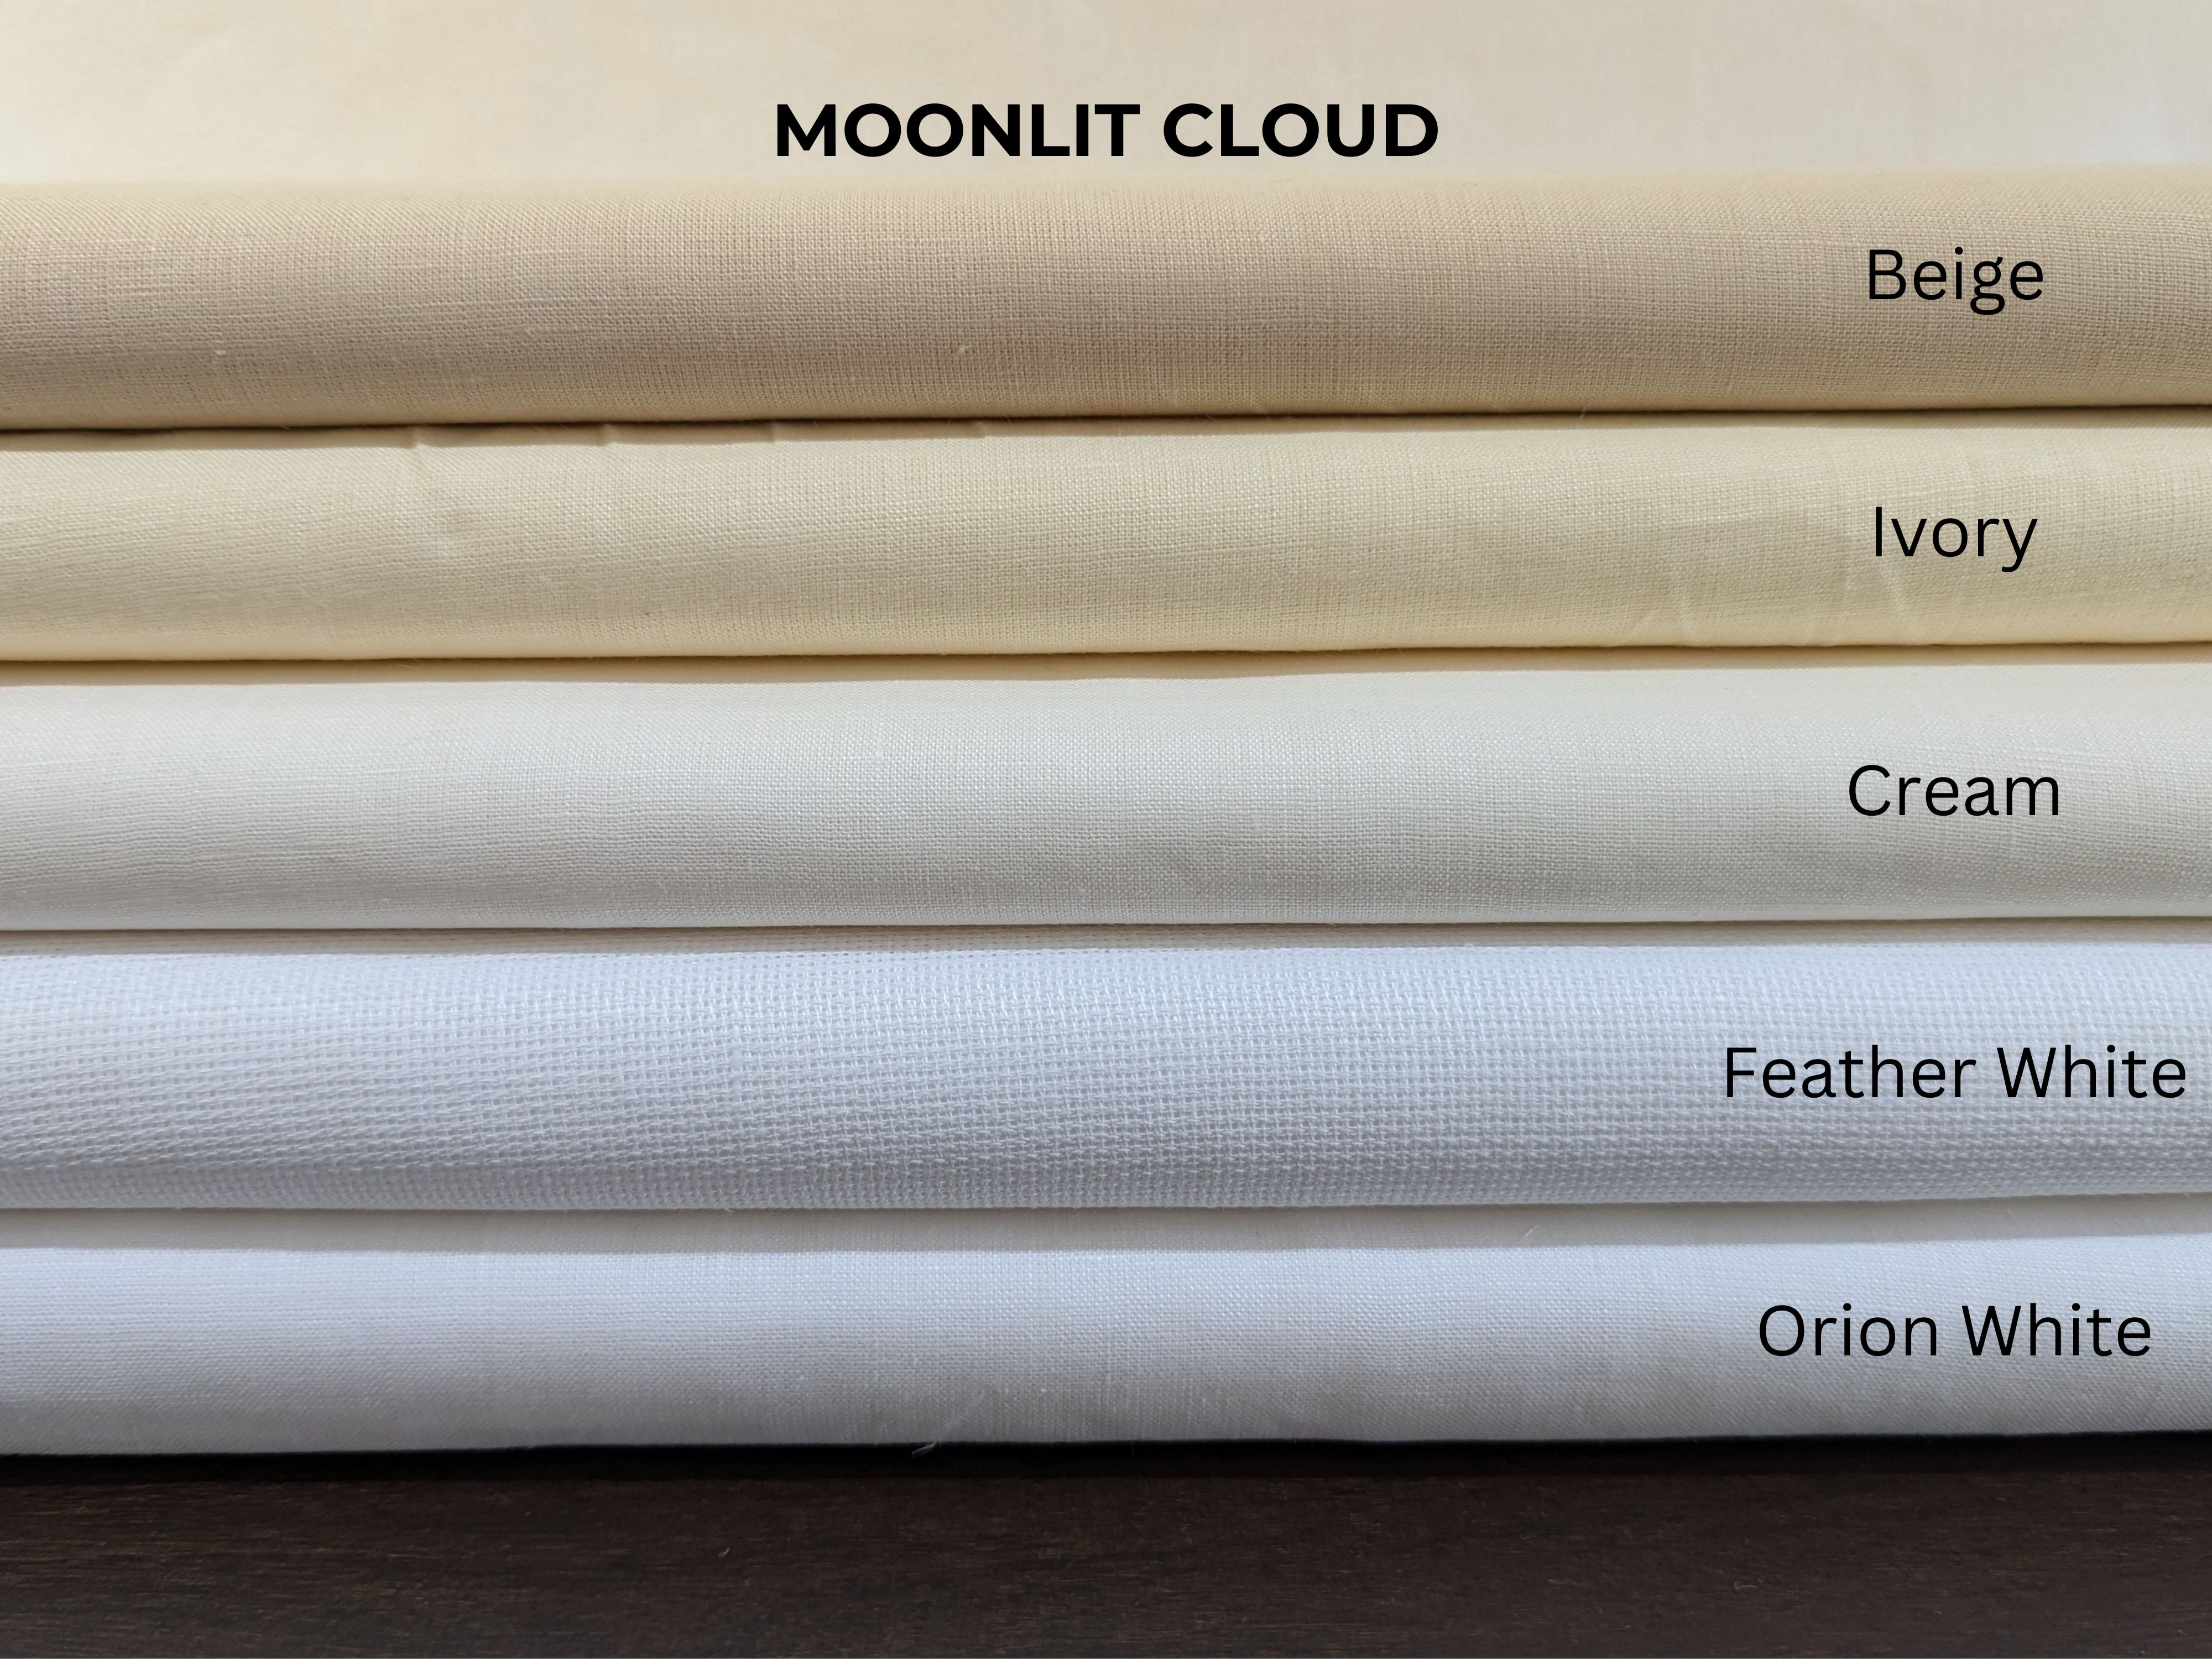 MOONLIT CLOUD
Beige
Ivory
Cream
Feather White
Orion White